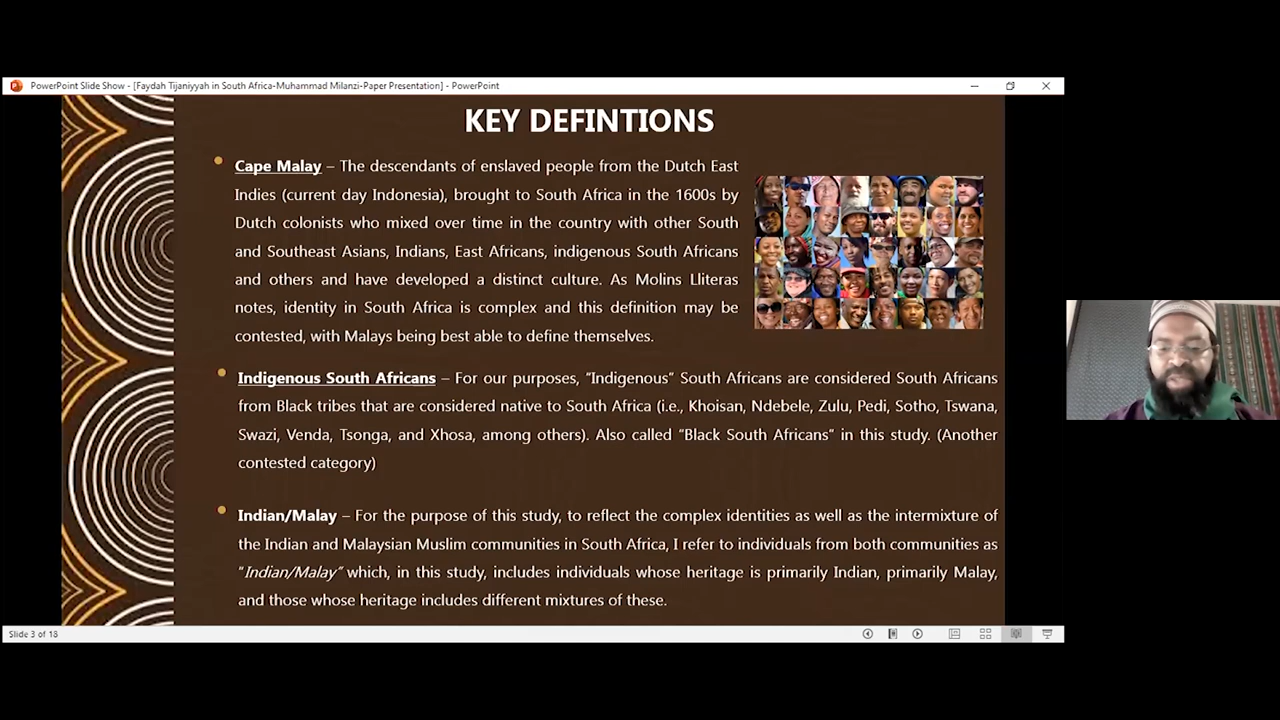 PowerPoint Slide Show - [Faydah Tijaniyyah in South Africa-Muhammad Milanzi-Paper Presentation] - PowerPoint
KEY DEFINTIONS
Cape Malay – The descendants of enslaved people from the Dutch East
Indies (current day Indonesia), brought to South Africa in the 1600s by
Dutch colonists who mixed over time in the country with other South
and Southeast Asians, Indians, East Africans, indigenous South Africans
and others and have developed a distinct culture. As Molins Lliteras
notes, identity in South Africa is complex and this definition may be
contested, with Malays being best able to define themselves.
Indigenous South Africans – For our purposes, “Indigenous” South Africans are considered South Africans
from Black tribes that are considered native to South Africa (i.e., Khoisan, Ndebele, Zulu, Pedi, Sotho, Tswana,
Swazi, Venda, Tsonga, and Xhosa, among others). Also called “Black South Africans” in this study. (Another
contested category)
Indian/Malay – For the purpose of this study, to reflect the complex identities as well as the intermixture of
the Indian and Malaysian Muslim communities in South Africa, I refer to individuals from both communities as
“Indian/Malay” which, in this study, includes individuals whose heritage is primarily Indian, primarily Malay,
and those whose heritage includes different mixtures of these.
Slide 3 of 18